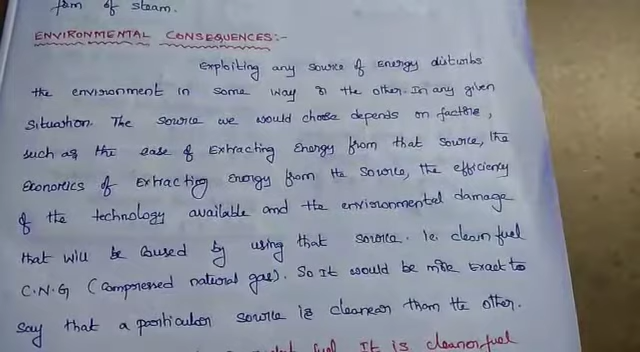 form of steam.
ENVIRONMENTAL CONSEQUENCES:-
Exploiting any source of energy disturbs
the environment in some way or the other. In any given
situation. The source we would choose depends on factors,
such as the ease of Extracting Energy from that source, the
Economics of Extracting Energy from the source, the efficiency
of the technology available and the environmental damage
that will be caused by using that source. ie. clean fuel
C.N.G (compressed natural gas). So it would be more Exact to
say that a particular source is cleaner than the other.
fuel It is cleaner fuel